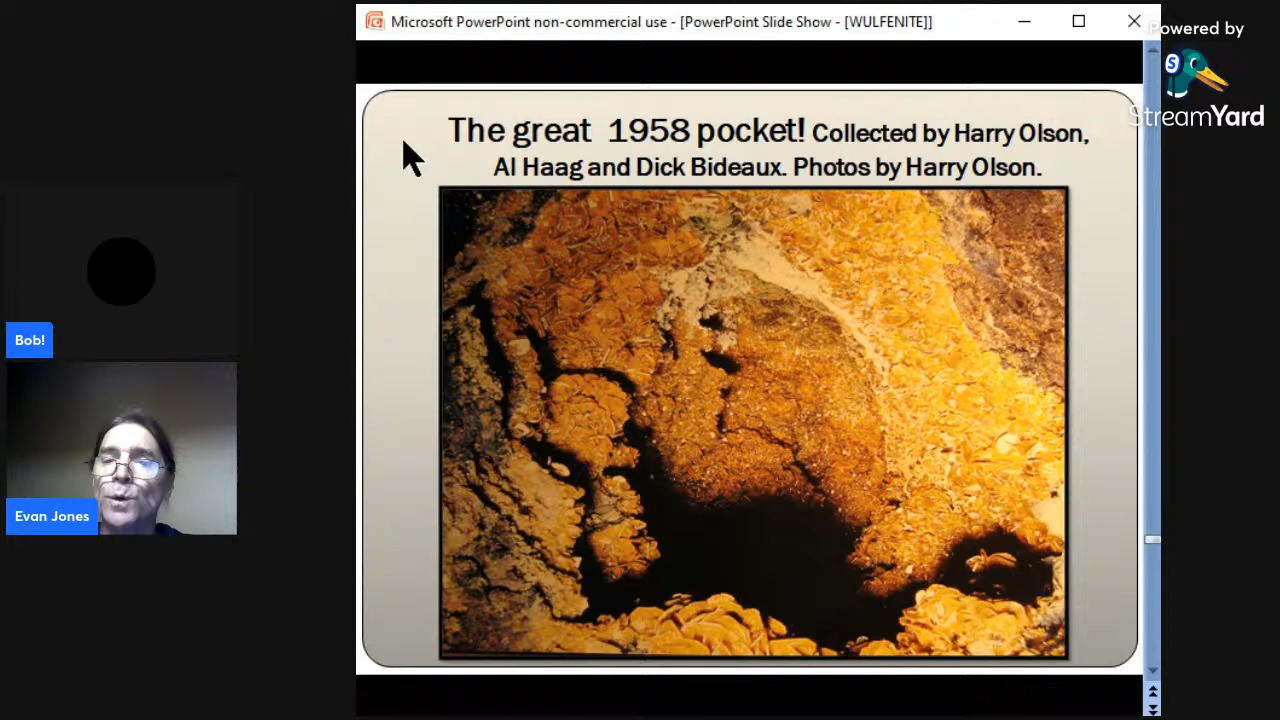 Microsoft PowerPoint non-commercial use - [PowerPoint Slide Show - [WULFENITE]]
Powered by
S
StreamYard
The great 1958 pocket! Collected by Harry Olson,
Al Haag and Dick Bideaux. Photos by Harry Olson.
Bob!
Evan Jones